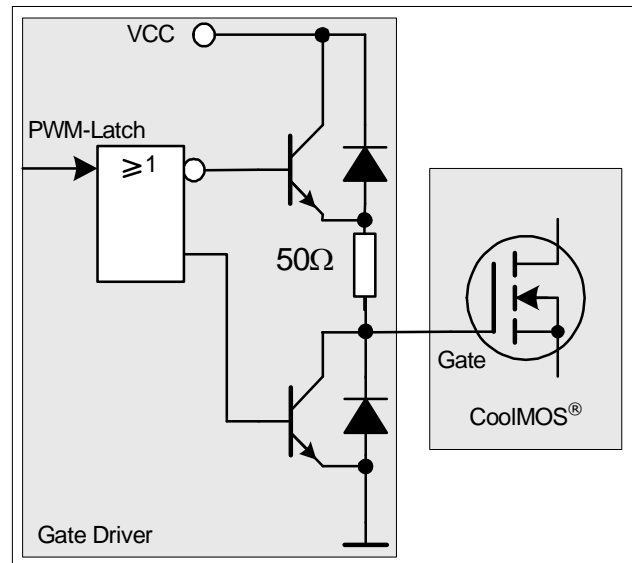 VCC
PWM-Latch
≥1
50Ω
Gate
CoolMOS®
Gate Driver